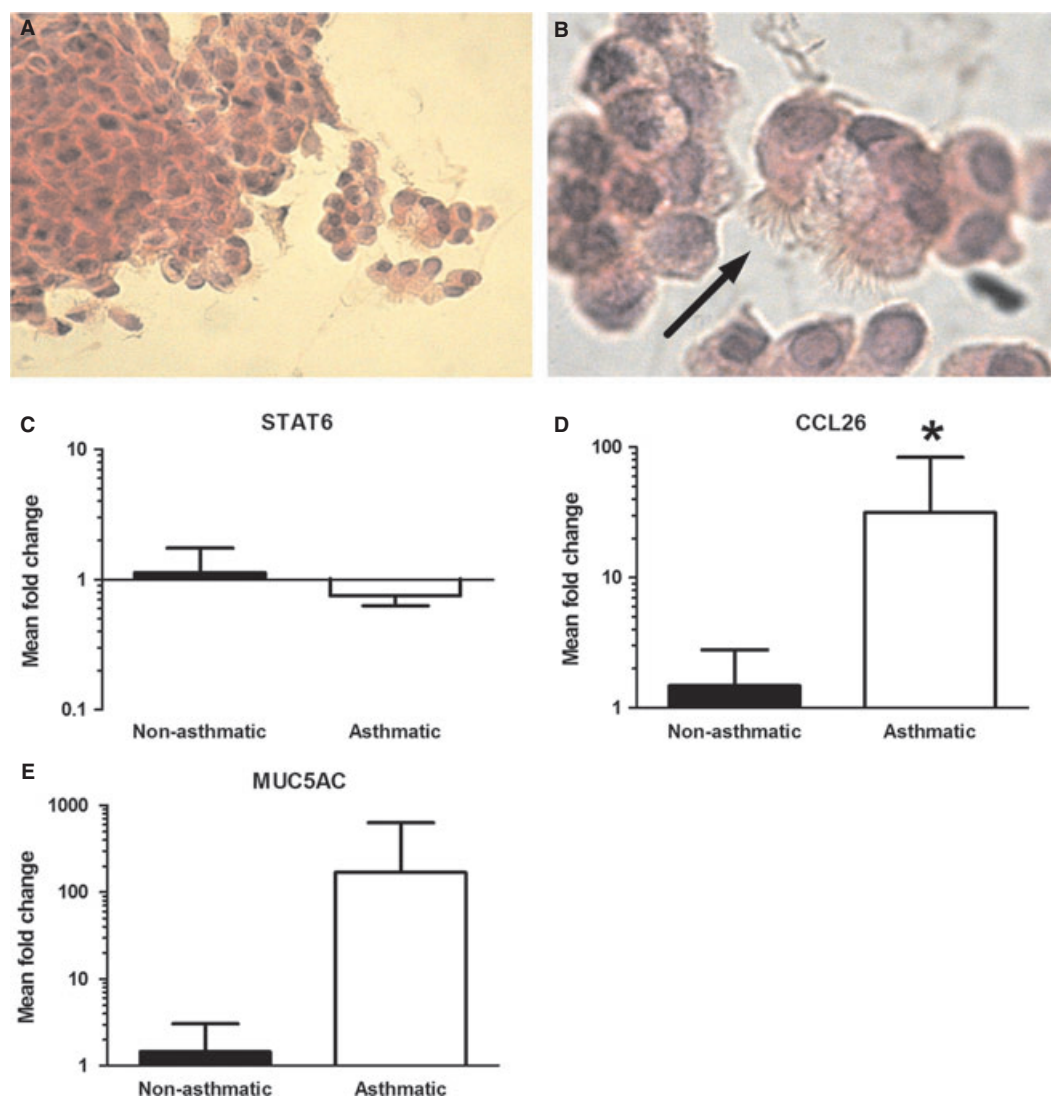 A
B
C
STAT6
10
1
0.1
Mean fold change
Non-asthmatic
Asthmatic
D
CCL26
*
100
10
1
Mean fold change
Non-asthmatic
Asthmatic
E
MUC5AC
1000
100
10
1
Mean fold change
Non-asthmatic
Asthmatic